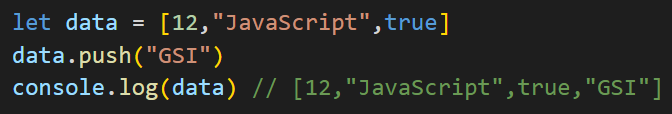 let data = [12,"JavaScript",true]
data.push("GSI")
console.log(data) // [12,"JavaScript",true,"GSI"]